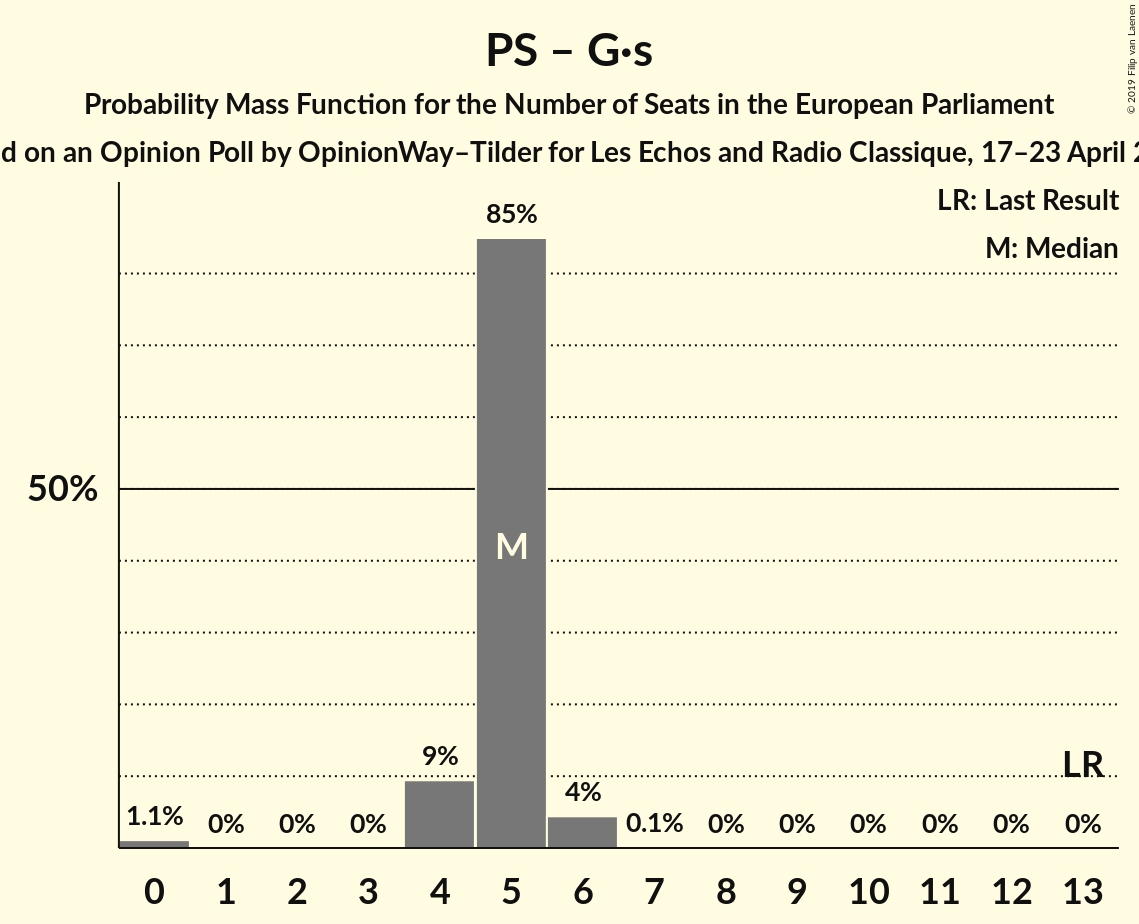 PS – G·s
Probability Mass Function for the Number of Seats in the European Parliament
on an Opinion Poll by OpinionWay–Tilder for Les Echos and Radio Classique, 17–23 April
© 2019 Filip van Laenen
LR: Last Result
M: Median
85%
50%
M
9%
LR
4%
1.1% 0% 0% 0% 0.1% 0% 0% 0% 0% 0% 0%
0 1 2 3 4 5 6 7 8 9 10 11 12 13